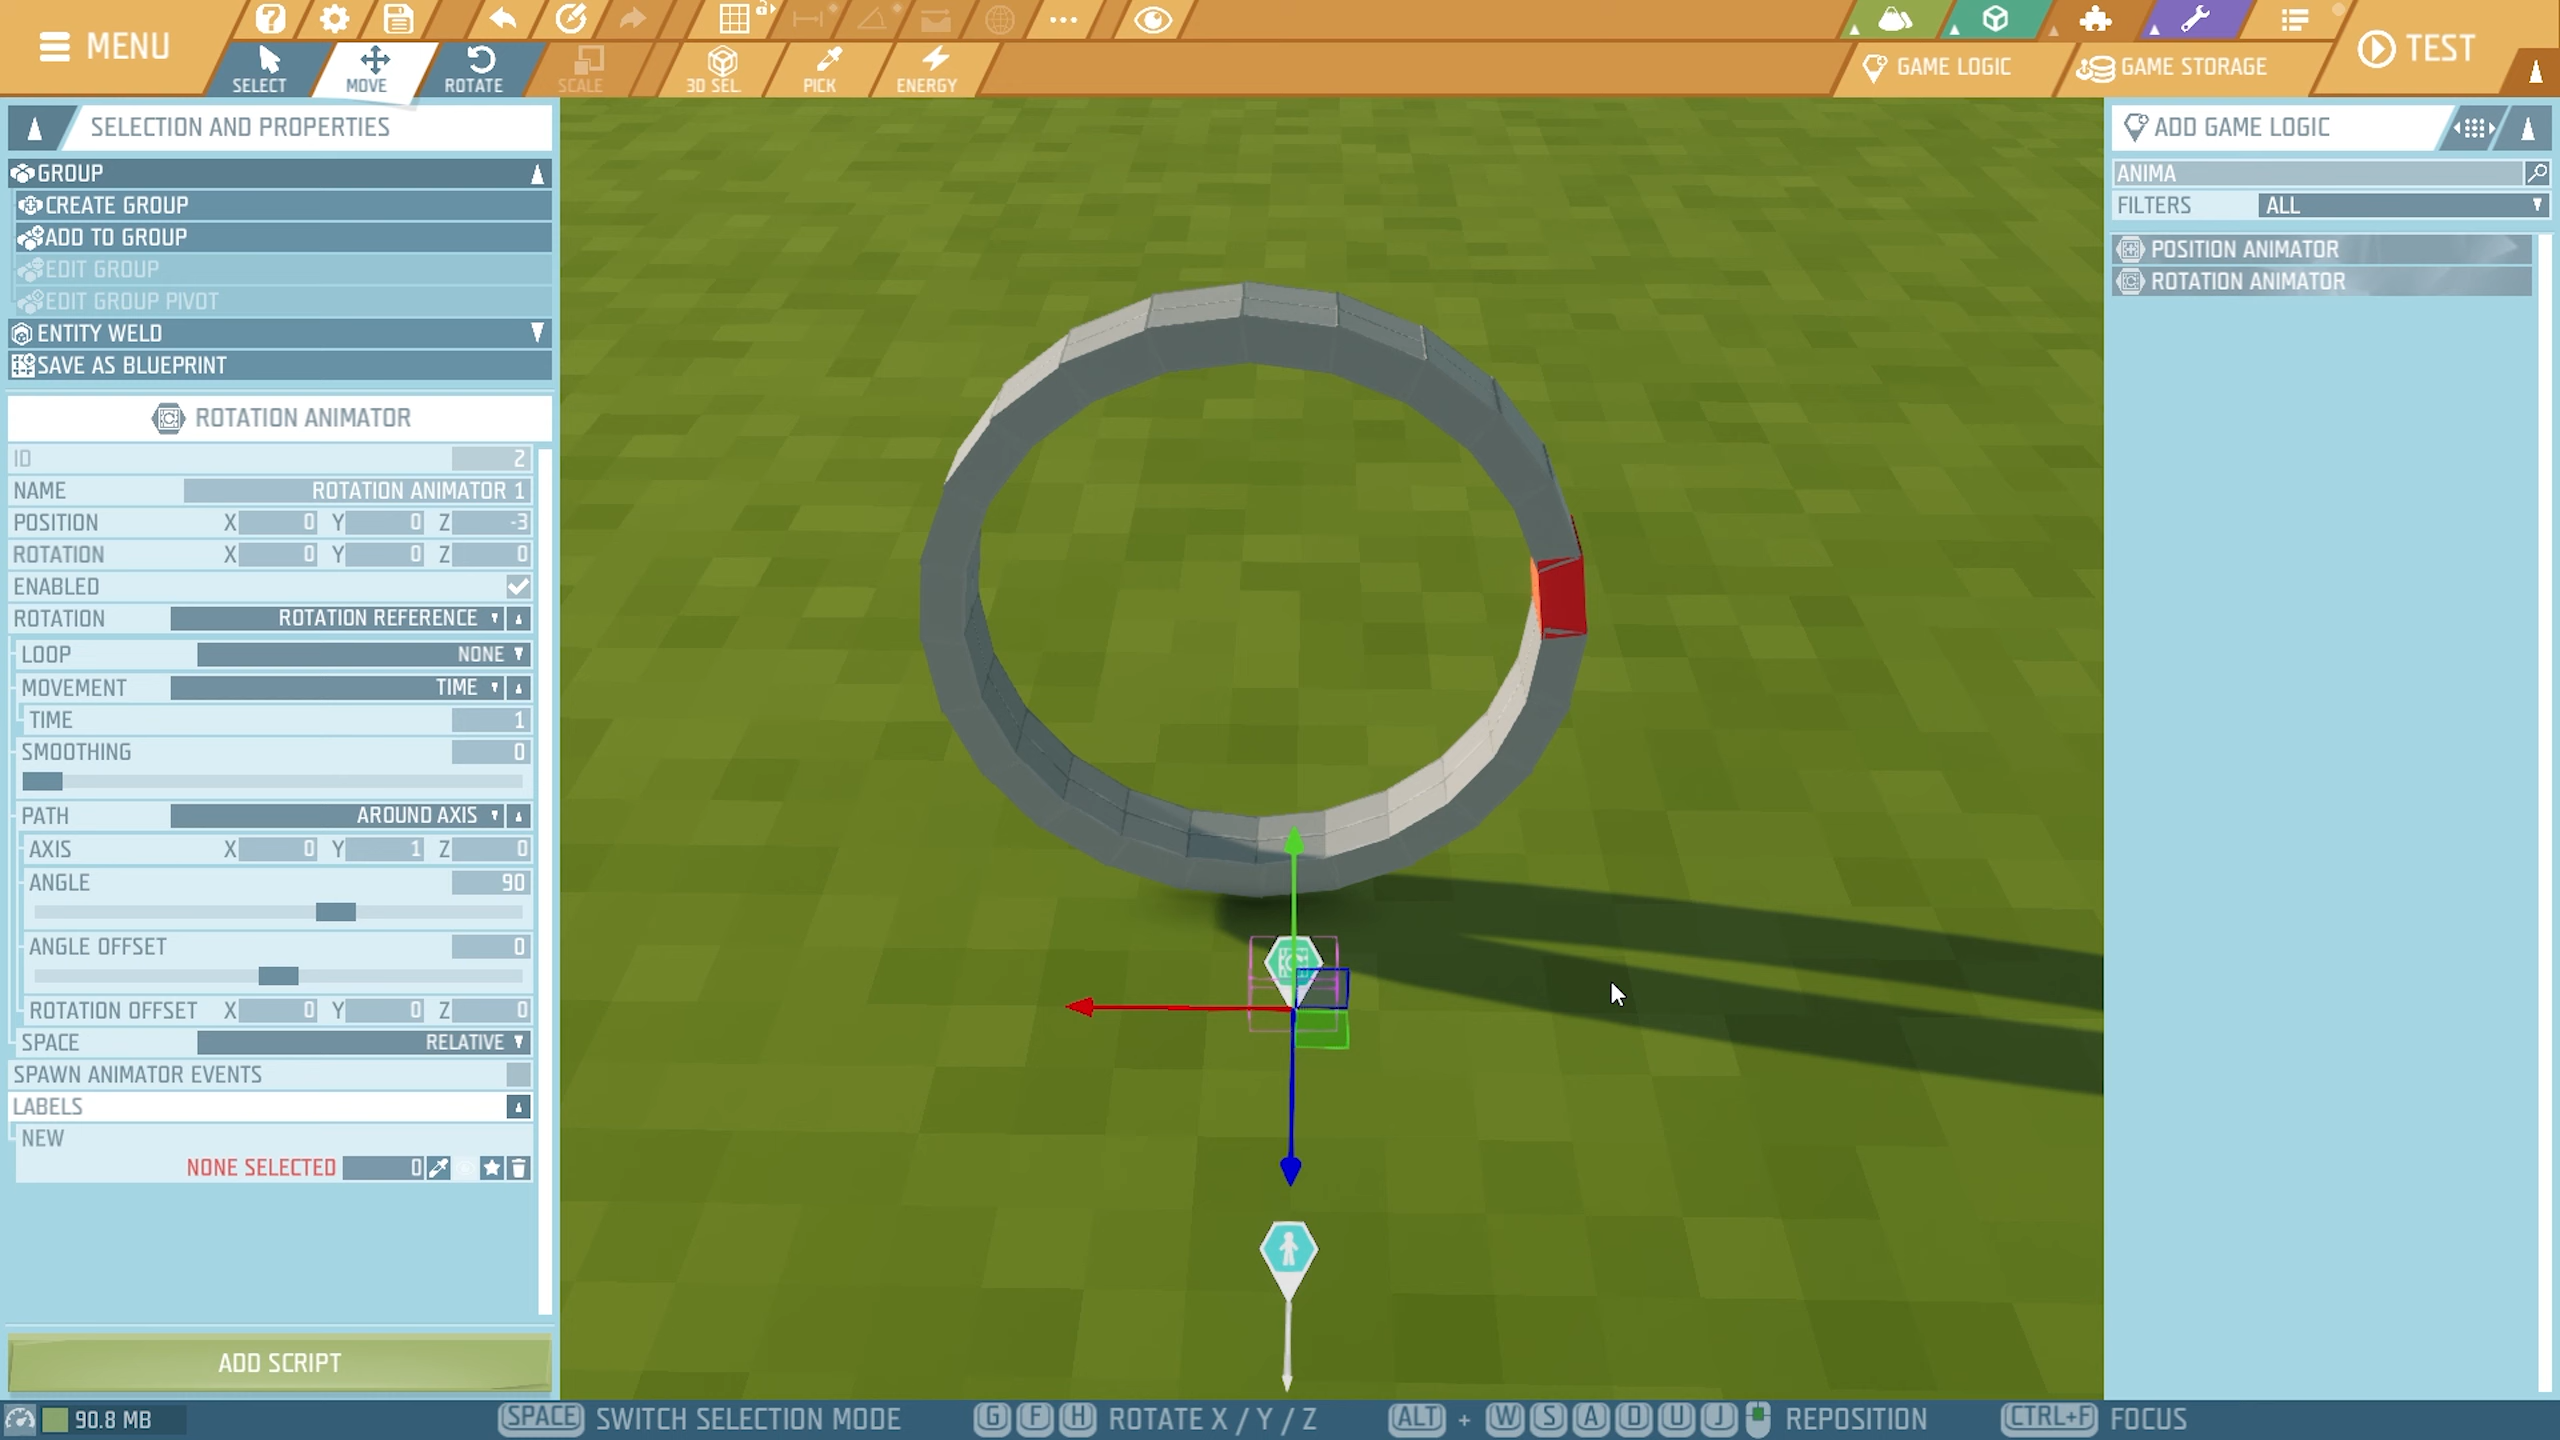 MENU
SELECT
MOVE
ROTATE
SCALE
3D SEL.
PICK
ENERGY
GAME LOGIC
GAME STORAGE
TEST
SELECTION AND PROPERTIES
GROUP
CREATE GROUP
ADD TO GROUP
EDIT GROUP
EDIT GROUP PIVOT
ENTITY WELD
SAVE AS BLUEPRINT
ROTATION ANIMATOR
ID 2
NAME ROTATION ANIMATOR 1
POSITION X 0 Y 0 Z -3
ROTATION X 0 Y 0 Z 0
ENABLED
ROTATION ROTATION REFERENCE
LOOP NONE
MOVEMENT TIME
TIME 1
SMOOTHING 0
PATH AROUND AXIS
AXIS X 0 Y 1 Z 0
ANGLE 90
ANGLE OFFSET 0
ROTATION OFFSET X 0 Y 0 Z 0
SPACE RELATIVE
SPAWN ANIMATOR EVENTS
LABELS
NEW
NONE SELECTED 0
ADD SCRIPT
ADD GAME LOGIC
ANIMA
FILTERS ALL
POSITION ANIMATOR
ROTATION ANIMATOR
90.8 MB
SPACE SWITCH SELECTION MODE
G F H ROTATE X / Y / Z
ALT + W S A D U J REPOSITION
CTRL+F FOCUS